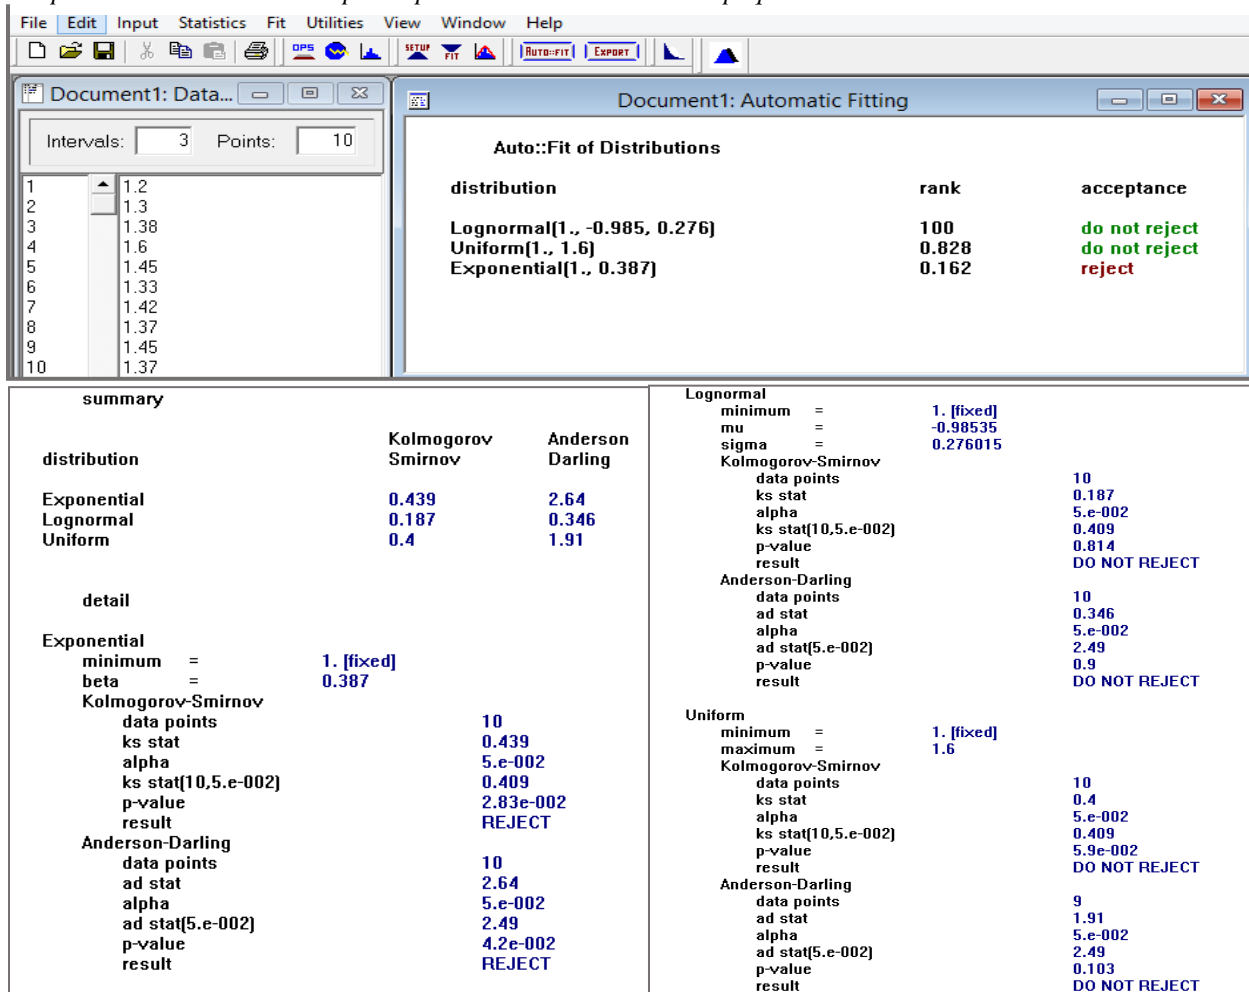 File Edit Input Statistics Fit Utilities View Window Help
OPS SETUP FIT AUTO::FIT EXPORT
Document1: Data...
Intervals: 3 Points: 10
1 1.2
2 1.3
3 1.38
4 1.6
5 1.45
6 1.33
7 1.42
8 1.37
9 1.45
10 1.37
Document1: Automatic Fitting
Auto::Fit of Distributions
distribution rank acceptance
Lognormal(1., -0.985, 0.276) 100 do not reject
Uniform(1., 1.6) 0.828 do not reject
Exponential(1., 0.387) 0.162 reject
summary
distribution Kolmogorov Smirnov Anderson Darling
Exponential 0.439 2.64
Lognormal 0.187 0.346
Uniform 0.4 1.91
detail
Exponential
minimum = 1. [fixed]
beta = 0.387
Kolmogorov-Smirnov
data points 10
ks stat 0.439
alpha 5.e-002
ks stat(10,5.e-002) 0.409
p-value 2.83e-002
result REJECT
Anderson-Darling
data points 10
ad stat 2.64
alpha 5.e-002
ad stat(5.e-002) 2.49
p-value 4.2e-002
result REJECT
Lognormal
minimum = 1. [fixed]
mu = -0.98535
sigma = 0.276015
Kolmogorov-Smirnov
data points 10
ks stat 0.187
alpha 5.e-002
ks stat(10,5.e-002) 0.409
p-value 0.814
result DO NOT REJECT
Anderson-Darling
data points 10
ad stat 0.346
alpha 5.e-002
ad stat(5.e-002) 2.49
p-value 0.9
result DO NOT REJECT
Uniform
minimum = 1. [fixed]
maximum = 1.6
Kolmogorov-Smirnov
data points 10
ks stat 0.4
alpha 5.e-002
ks stat(10,5.e-002) 0.409
p-value 5.9e-002
result DO NOT REJECT
Anderson-Darling
data points 9
ad stat 1.91
alpha 5.e-002
ad stat(5.e-002) 2.49
p-value 0.103
result DO NOT REJECT